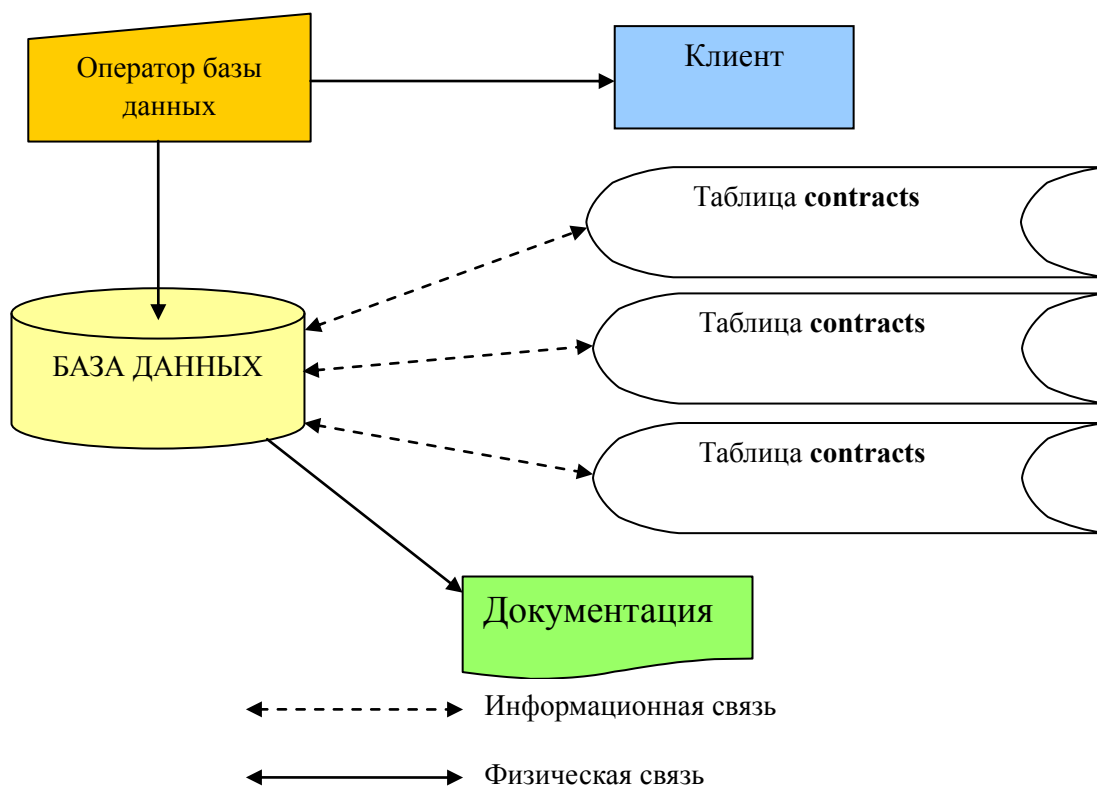 Оператор базы
данных
Клиент
Таблица contracts
Таблица contracts
БАЗА ДАННЫХ
Таблица contracts
Документация
Информационная связь
Физическая связь